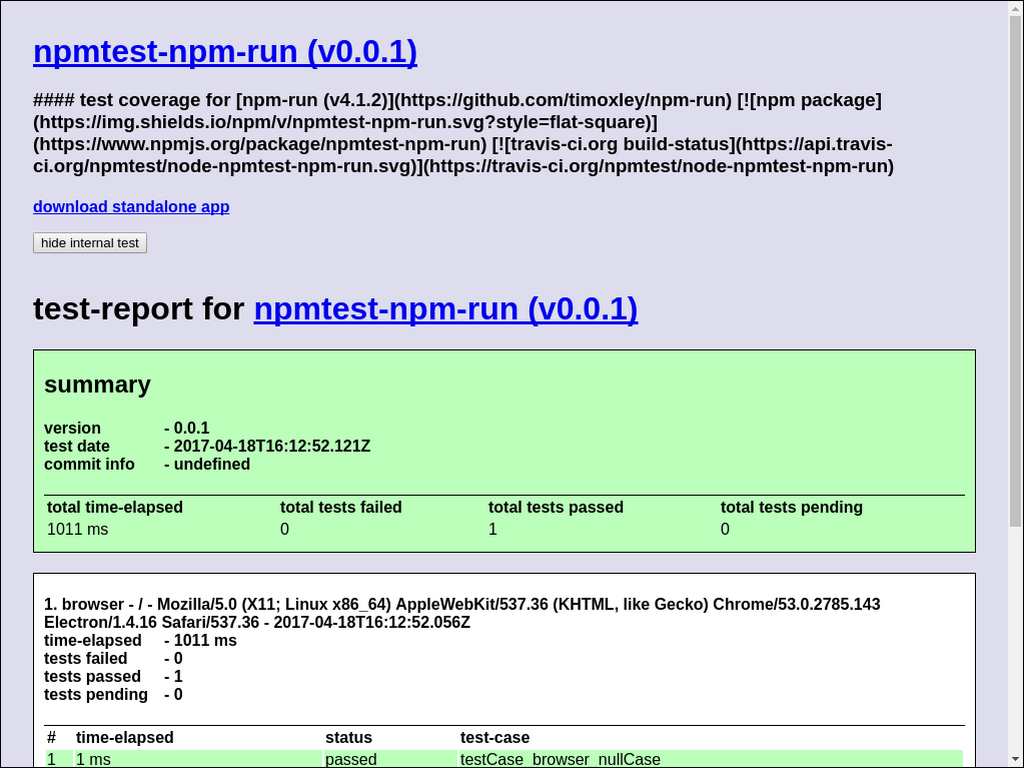 npmtest-npm-run (v0.0.1)
#### test coverage for [npm-run (v4.1.2)](https://github.com/timoxley/npm-run) [![npm package]
(https://img.shields.io/npm/v/npmtest-npm-run.svg?style=flat-square)]
(https://www.npmjs.org/package/npmtest-npm-run) [![travis-ci.org build-status](https://api.travis-
ci.org/npmtest/node-npmtest-npm-run.svg)](https://travis-ci.org/npmtest/node-npmtest-npm-run)
download standalone app
hide internal test
test-report for npmtest-npm-run (v0.0.1)
summary
version - 0.0.1
test date - 2017-04-18T16:12:52.121Z
commit info - undefined
total time-elapsed total tests failed total tests passed total tests pending
1011 ms 0 1 0
1. browser - / - Mozilla/5.0 (X11; Linux x86_64) AppleWebKit/537.36 (KHTML, like Gecko) Chrome/53.0.2785.143
Electron/1.4.16 Safari/537.36 - 2017-04-18T16:12:52.056Z
time-elapsed - 1011 ms
tests failed - 0
tests passed - 1
tests pending - 0
# time-elapsed status test-case
1 1 ms passed testCase_browser_nullCase